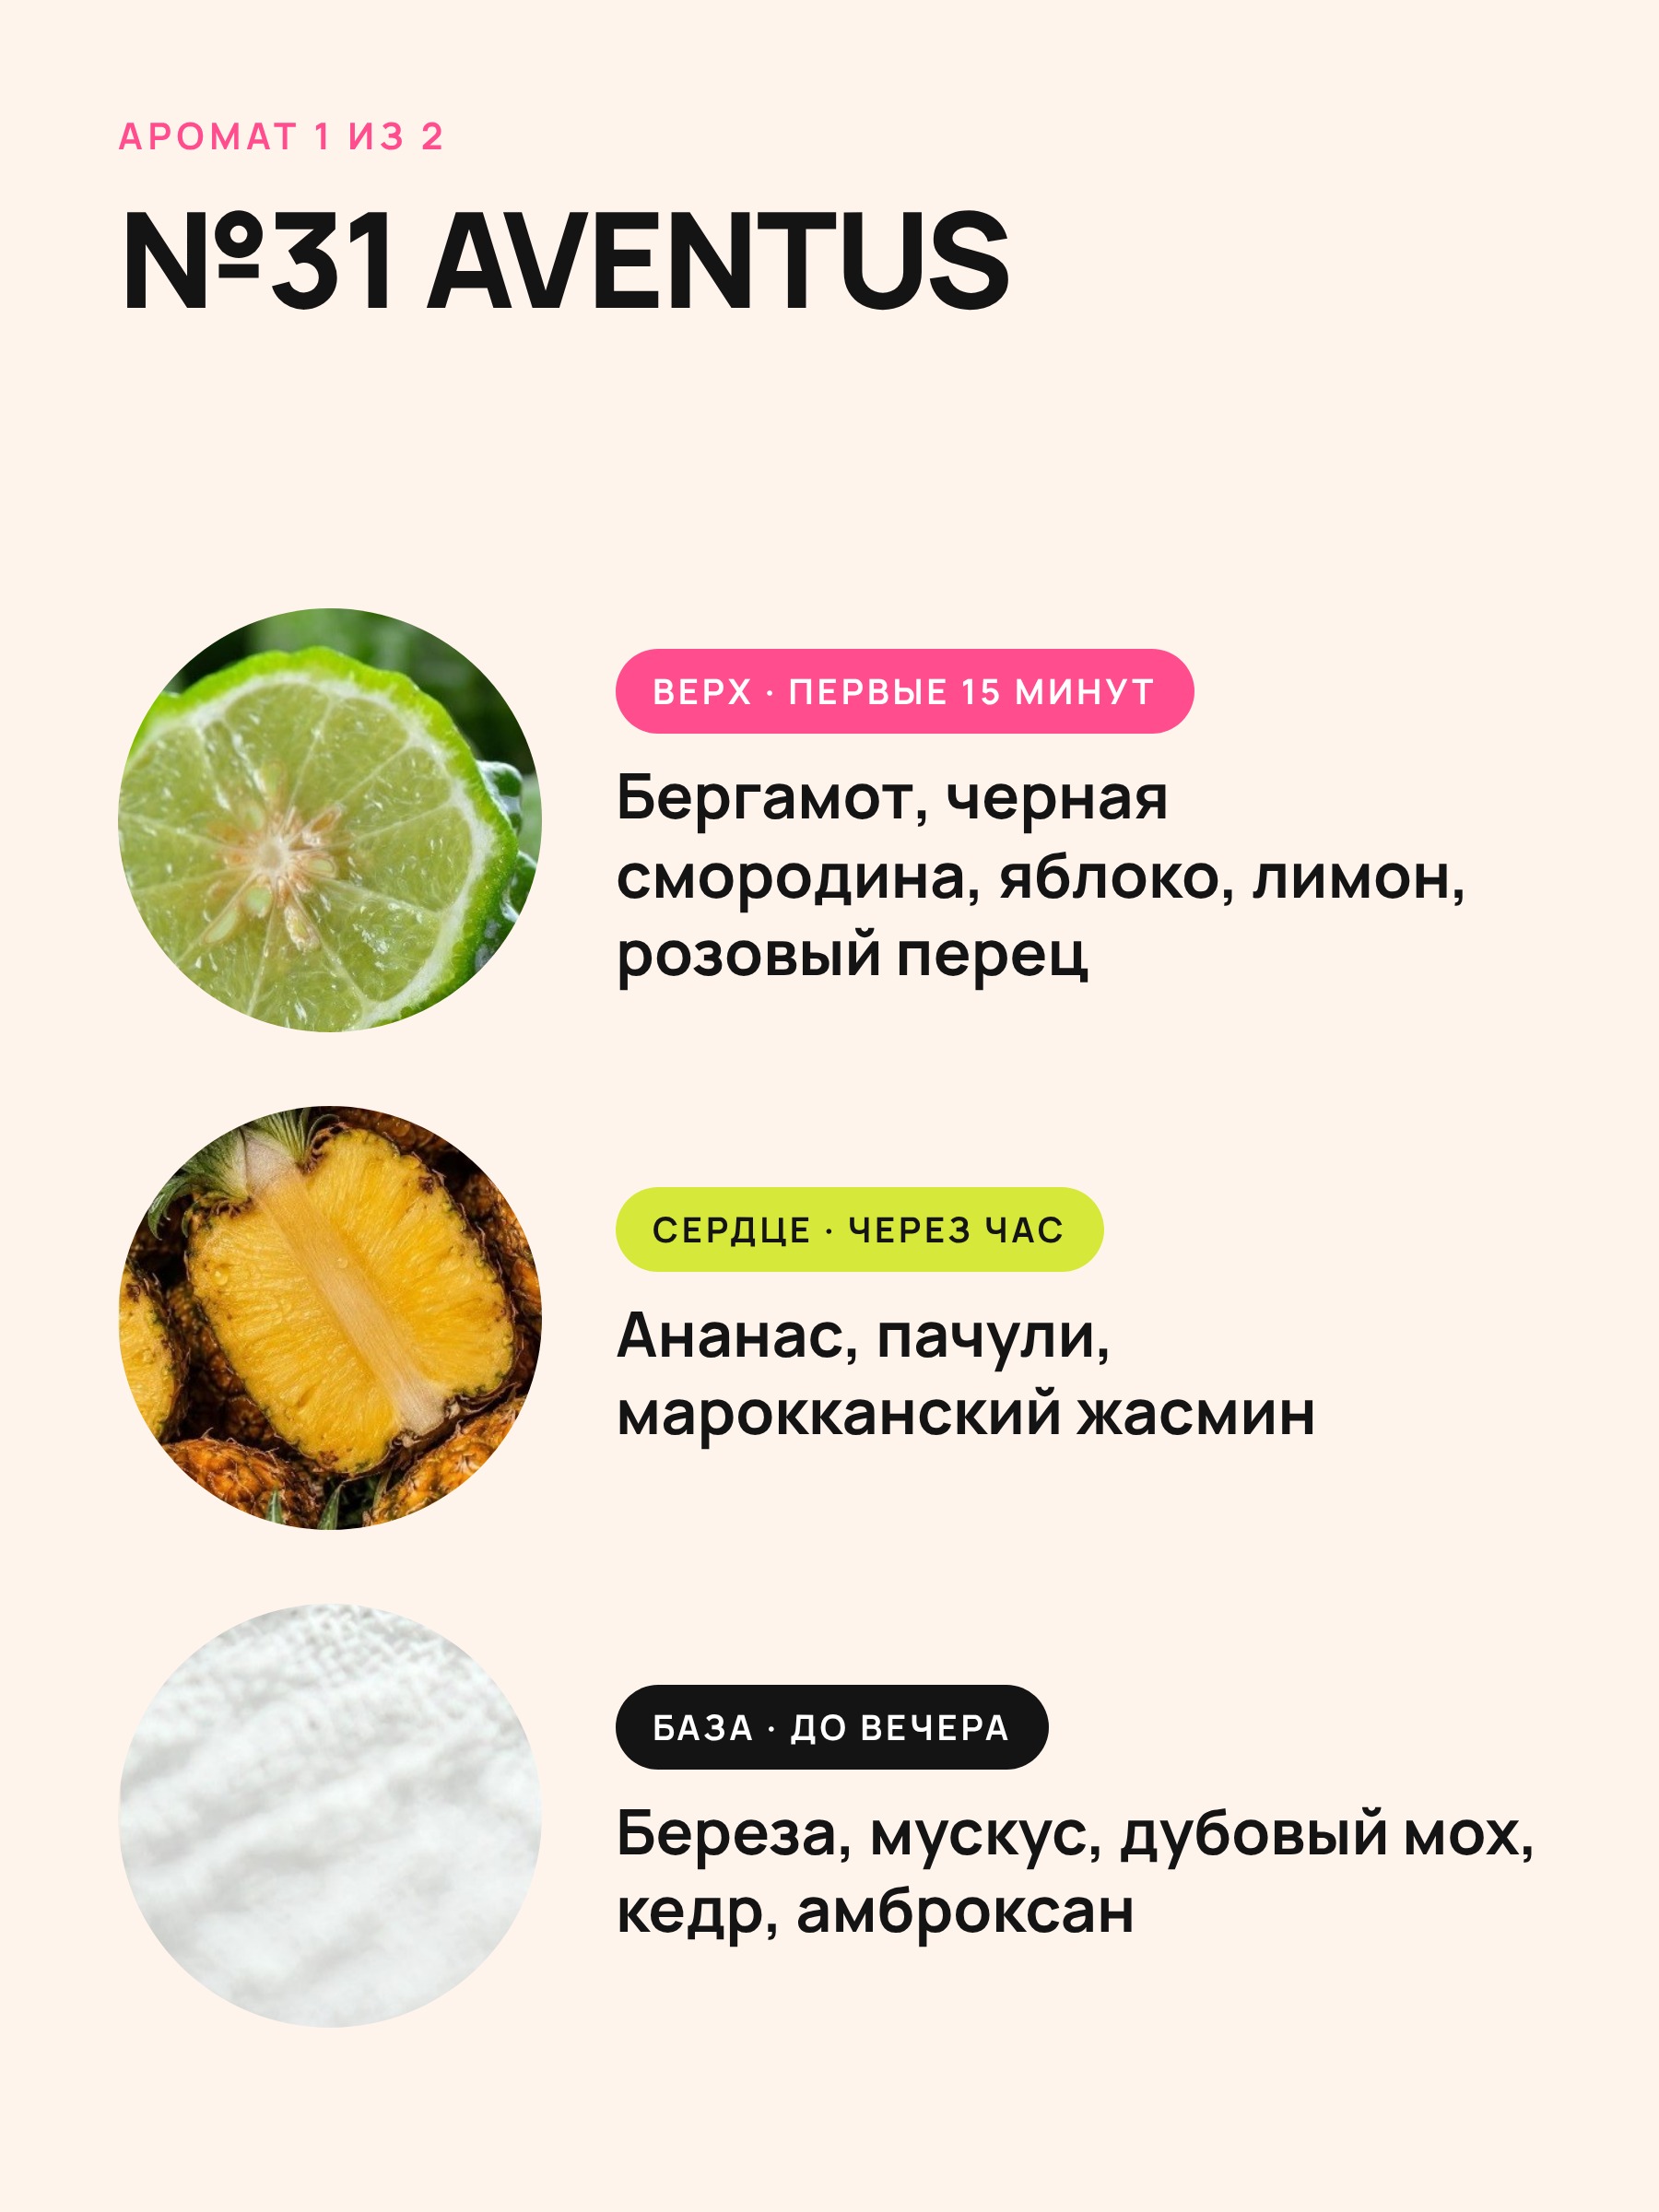 АРОМАТ 1 ИЗ 2
№31 AVENTUS
ВЕРХ · ПЕРВЫЕ 15 МИНУТ
Бергамот, черная
смородина, яблоко, лимон,
розовый перец
СЕРДЦЕ · ЧЕРЕЗ ЧАС
Ананас, пачули,
марокканский жасмин
БАЗА · ДО ВЕЧЕРА
Береза, мускус, дубовый мох,
кедр, амброксан